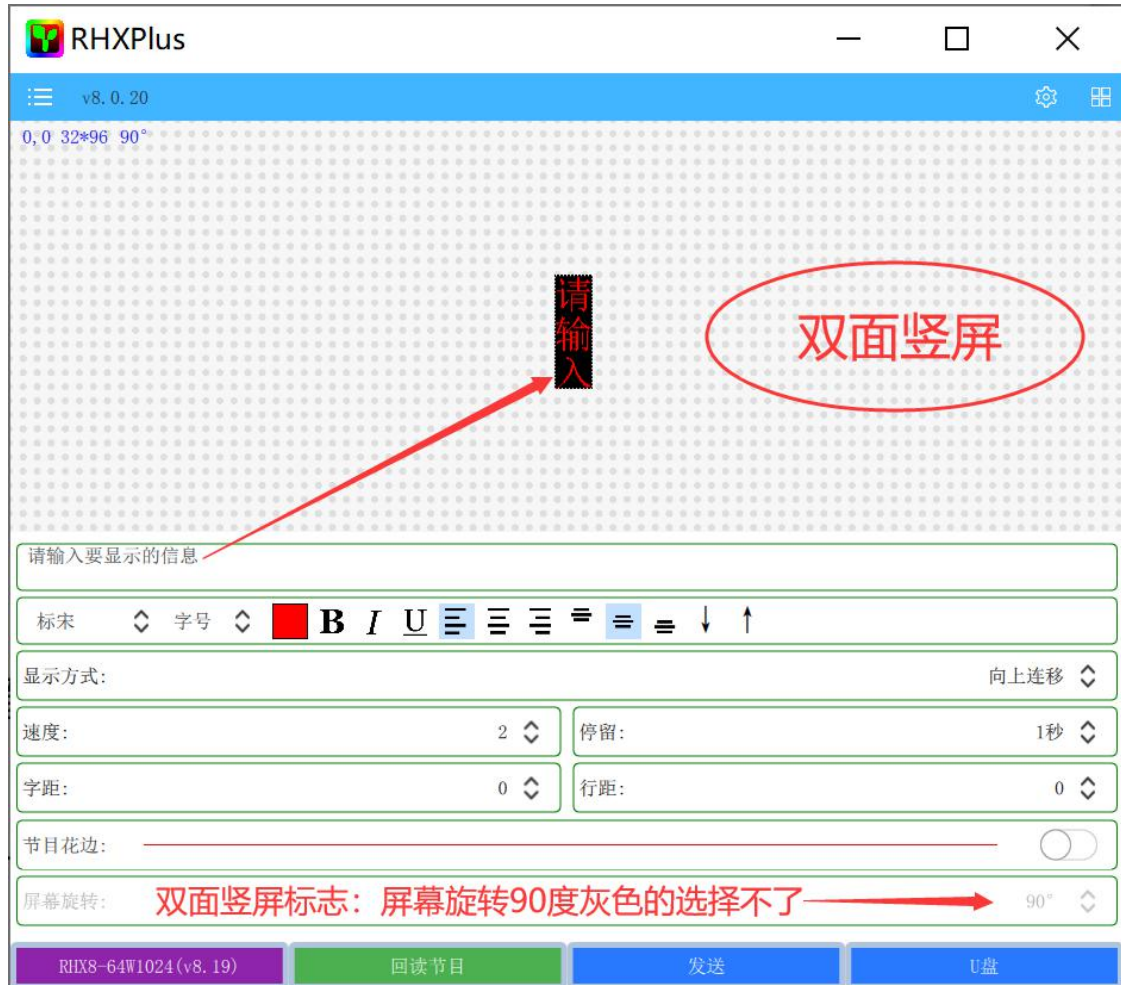 RHXPlus
v8.0.20
0,0 32*96 90°
请
输
入
双面竖屏
请输入要显示的信息
标宋 字号 B I U
显示方式: 向上连移
速度: 2 停留: 1秒
字距: 0 行距: 0
节目花边:
屏幕旋转: 双面竖屏标志：屏幕旋转90度灰色的选择不了 90°
RHX8-64W1024(v8.19) 回读节目 发送 U盘